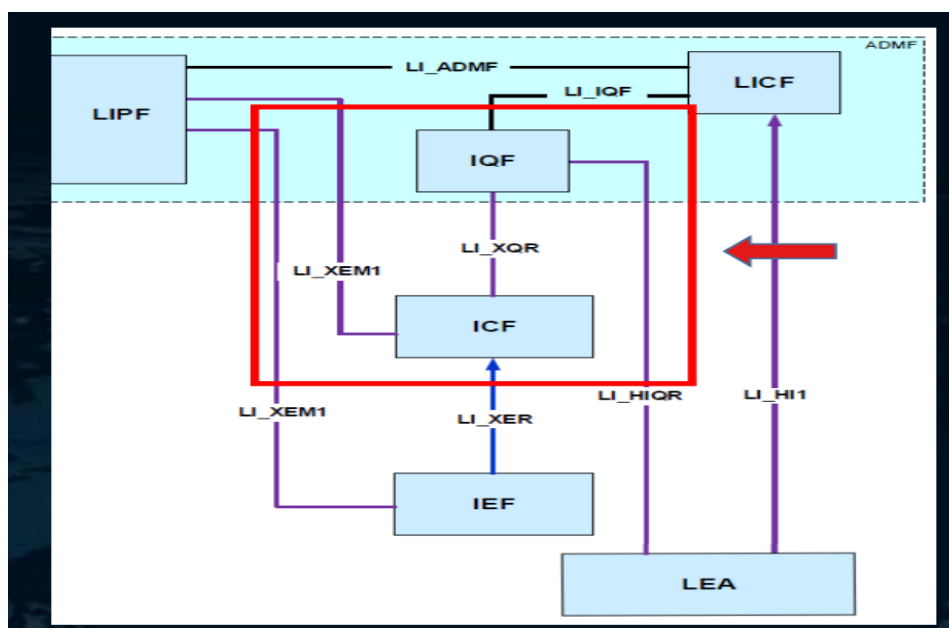 ADMF
LI_ADMF
LICF
LIPF
LI_IQF
IQF
LI_XQR
LI_XEM1
ICF
LI_XEM1
LI_XER
LI_HIQR
LI_HI1
IEF
LEA